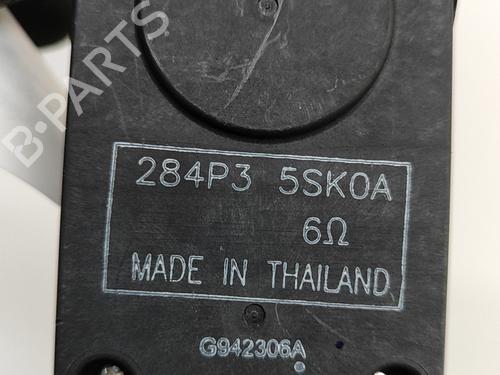 B-PARTS
284P3 5SK0A
6Ω
MADE IN THAILAND
G942306A